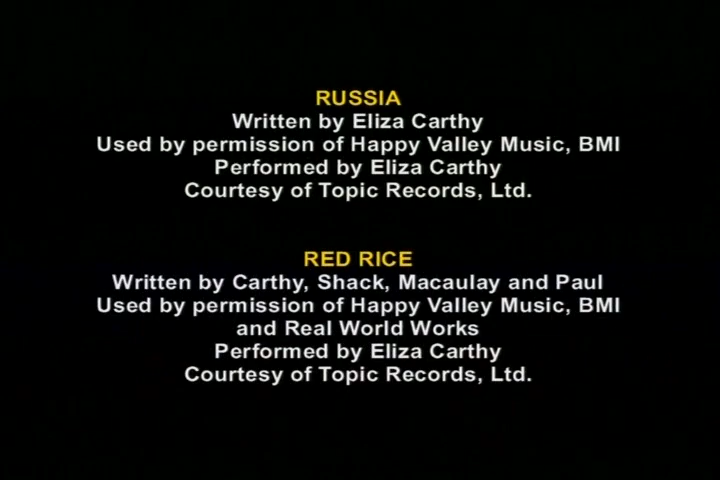 RUSSIA
Written by Eliza Carthy
Used by permission of Happy Valley Music, BMI
Performed by Eliza Carthy
Courtesy of Topic Records, Ltd.
RED RICE
Written by Carthy, Shack, Macaulay and Paul
Used by permission of Happy Valley Music, BMI
and Real World Works
Performed by Eliza Carthy
Courtesy of Topic Records, Ltd.